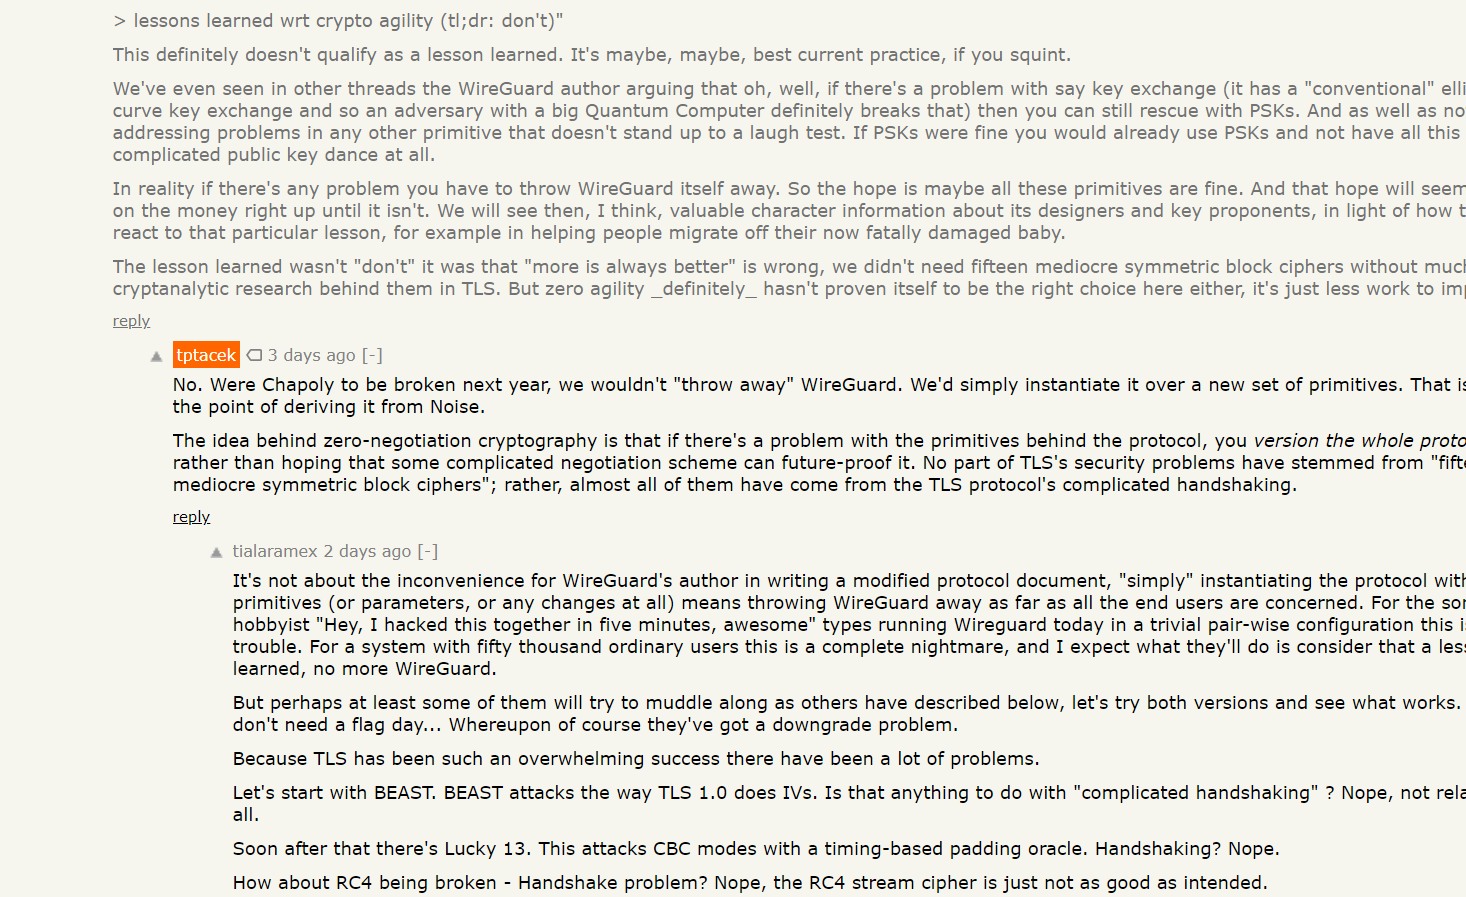 > lessons learned wrt crypto agility (tl;dr: don't)"
This definitely doesn't qualify as a lesson learned. It's maybe, maybe, best current practice, if you squint.
We've even seen in other threads the WireGuard author arguing that oh, well, if there's a problem with say key exchange (it has a "conventional" elli
curve key exchange and so an adversary with a big Quantum Computer definitely breaks that) then you can still rescue with PSKs. And as well as no
addressing problems in any other primitive that doesn't stand up to a laugh test. If PSKs were fine you would already use PSKs and not have all this
complicated public key dance at all.
In reality if there's any problem you have to throw WireGuard itself away. So the hope is maybe all these primitives are fine. And that hope will seem
on the money right up until it isn't. We will see then, I think, valuable character information about its designers and key proponents, in light of how t
react to that particular lesson, for example in helping people migrate off their now fatally damaged baby.
The lesson learned wasn't "don't" it was that "more is always better" is wrong, we didn't need fifteen mediocre symmetric block ciphers without much
cryptanalytic research behind them in TLS. But zero agility _definitely_ hasn't proven itself to be the right choice here either, it's just less work to imp
reply
tptacek 3 days ago [-]
No. Were Chapoly to be broken next year, we wouldn't "throw away" WireGuard. We'd simply instantiate it over a new set of primitives. That is
the point of deriving it from Noise.
The idea behind zero-negotiation cryptography is that if there's a problem with the primitives behind the protocol, you version the whole proto
rather than hoping that some complicated negotiation scheme can future-proof it. No part of TLS's security problems have stemmed from "fifte
mediocre symmetric block ciphers"; rather, almost all of them have come from the TLS protocol's complicated handshaking.
reply
tialaramex 2 days ago [-]
It's not about the inconvenience for WireGuard's author in writing a modified protocol document, "simply" instantiating the protocol with
primitives (or parameters, or any changes at all) means throwing WireGuard away as far as all the end users are concerned. For the sor
hobbyist "Hey, I hacked this together in five minutes, awesome" types running Wireguard today in a trivial pair-wise configuration this is
trouble. For a system with fifty thousand ordinary users this is a complete nightmare, and I expect what they'll do is consider that a less
learned, no more WireGuard.
But perhaps at least some of them will try to muddle along as others have described below, let's try both versions and see what works.
don't need a flag day... Whereupon of course they've got a downgrade problem.
Because TLS has been such an overwhelming success there have been a lot of problems.
Let's start with BEAST. BEAST attacks the way TLS 1.0 does IVs. Is that anything to do with "complicated handshaking" ? Nope, not rela
all.
Soon after that there's Lucky 13. This attacks CBC modes with a timing-based padding oracle. Handshaking? Nope.
How about RC4 being broken - Handshake problem? Nope, the RC4 stream cipher is just not as good as intended.